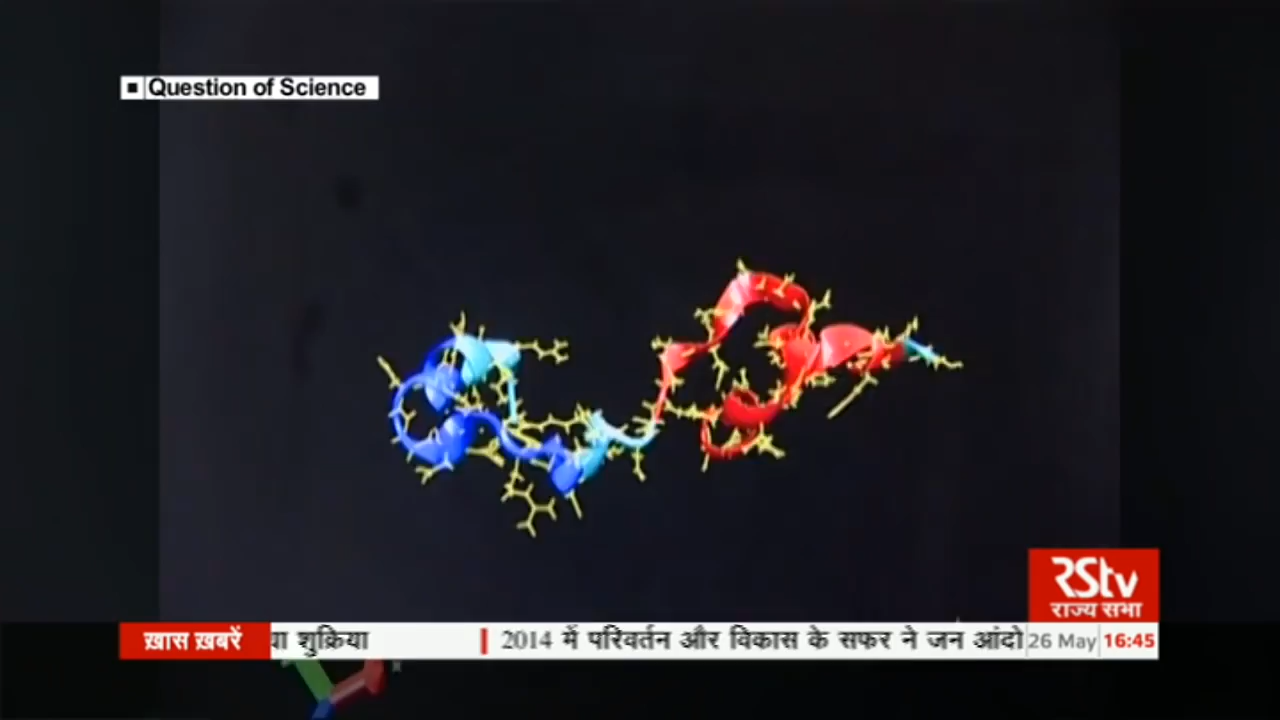 Question of Science
RStv
राज्य सभा
ख़ास ख़बरें
या शुक्रिया
2014 में परिवर्तन और विकास के सफर ने जन आंदो
26 May
16:45